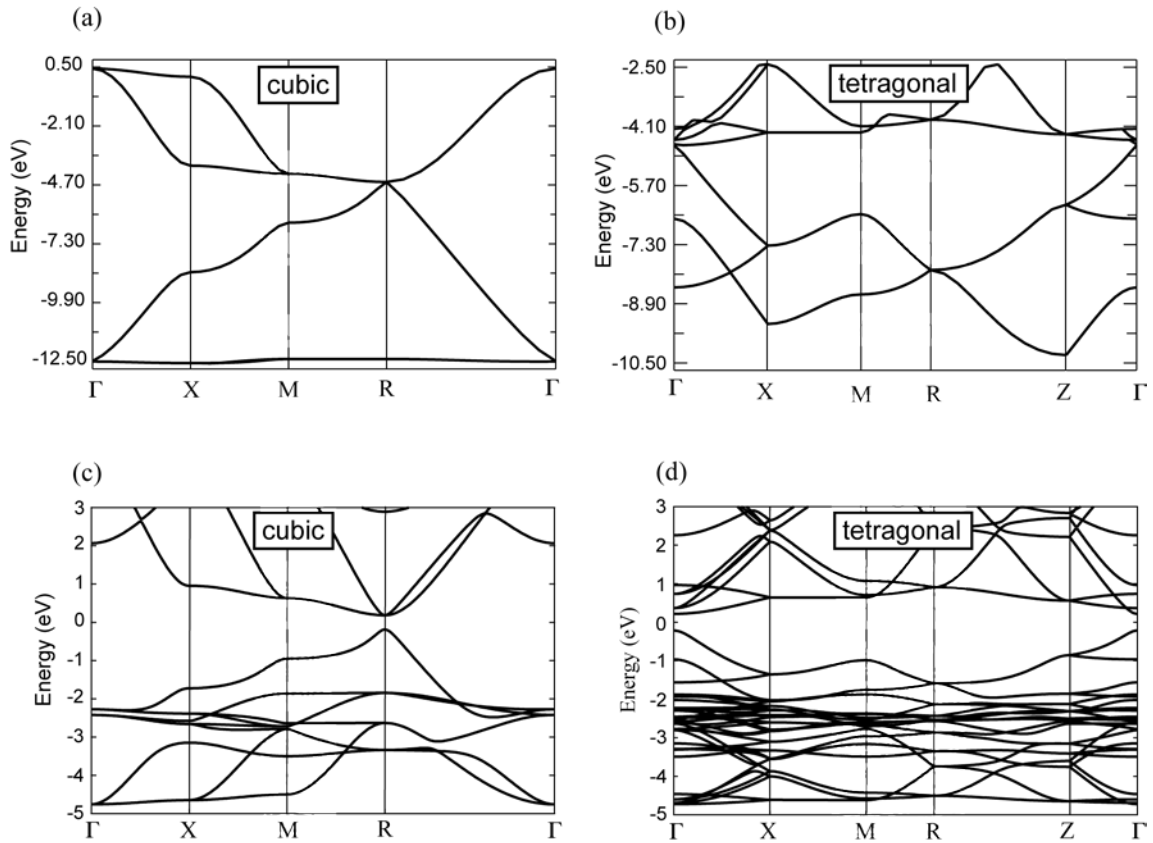 (a)
(b)
0.50
-2.10
-4.70
-7.30
-9.90
-12.50
Energy (eV)
cubic
Γ X M R Γ
-2.50
-4.10
-5.70
-7.30
-8.90
-10.50
Energy (eV)
tetragonal
Γ X M R Z Γ
(c)
(d)
3
2
1
0
-1
-2
-3
-4
-5
Energy (eV)
cubic
Γ X M R Γ
3
2
1
0
-1
-2
-3
-4
-5
Energy (eV)
tetragonal
Γ X M R Z Γ